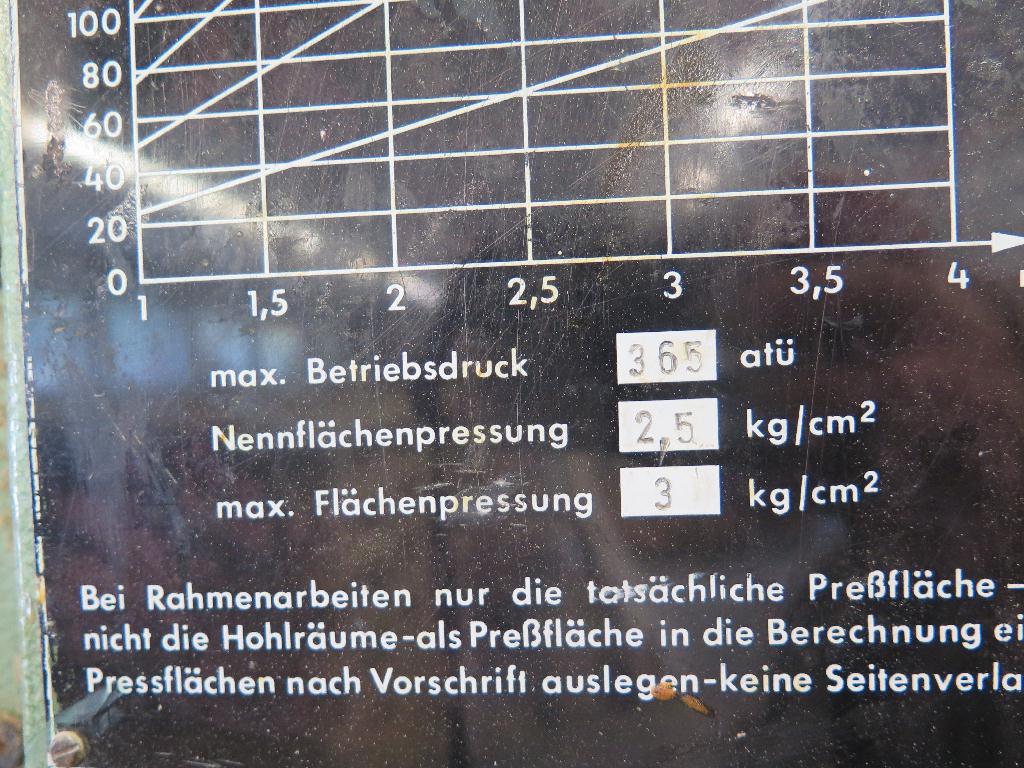 100
80
60
40
20
0
1 1,5 2 2,5 3 3,5 4
max. Betriebsdruck 365 atü
Nennflächenpressung 2,5 kg/cm²
max. Flächenpressung 3 kg/cm²
Bei Rahmenarbeiten nur die tatsächliche Preßfläche –
nicht die Hohlräume-als Preßfläche in die Berechnung ei
Pressflächen nach Vorschrift auslegen-keine Seitenverla